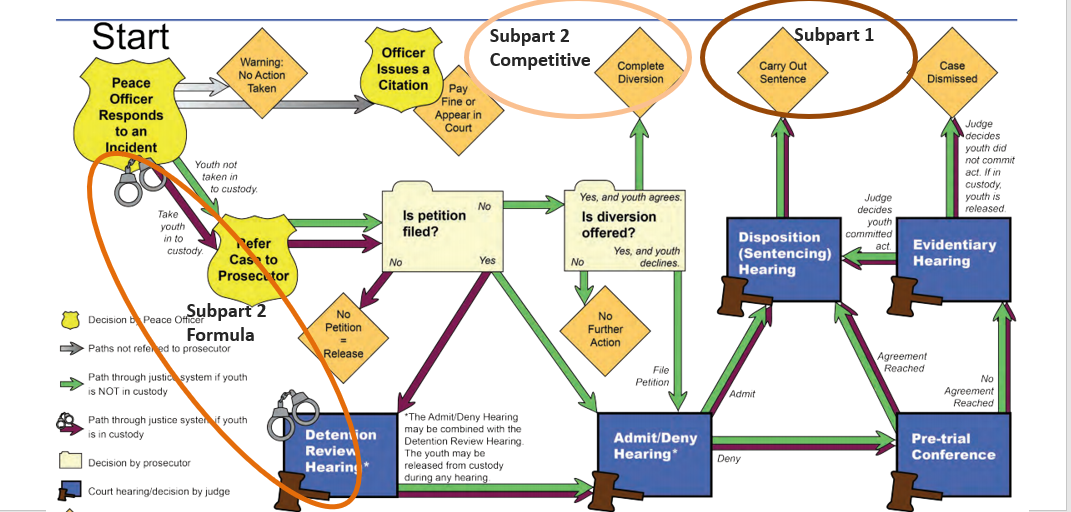 Start
Subpart 2
Competitive
Subpart 1
Peace
Officer
Responds
to an
Incident
Warning:
No Action
Taken
Officer
Issues a
Citation
Pay
Fine or
Appear in
Court
Complete
Diversion
Carry Out
Sentence
Case
Dismissed
Judge
decides
youth did
not commit
act. If in
custody,
youth is
released.
Youth not
taken in
to custody.
Take
youth
in to
custody.
Refer
Case to
Prosecutor
Is petition
filed?
No
No
Yes
Yes, and youth agrees.
Is diversion
offered?
Yes, and youth
declines.
No
Judge
decides
youth
committed
act.
Disposition
(Sentencing)
Hearing
Evidentiary
Hearing
Subpart 2
Formula
No
Petition
=
Release
No
Further
Action
File
Petition
Agreement
Reached
No
Agreement
Reached
Admit
Deny
Decision by Peace Officer
Paths not referred to prosecutor
Path through justice system if youth
is NOT in custody
Path through justice system if youth
is in custody
Decision by prosecutor
Court hearing/decision by judge
Detention
Review
Hearing*
*The Admit/Deny Hearing
may be combined with the
Detention Review Hearing.
The youth may be
released from custody
during any hearing.
Admit/Deny
Hearing*
Pre-trial
Conference